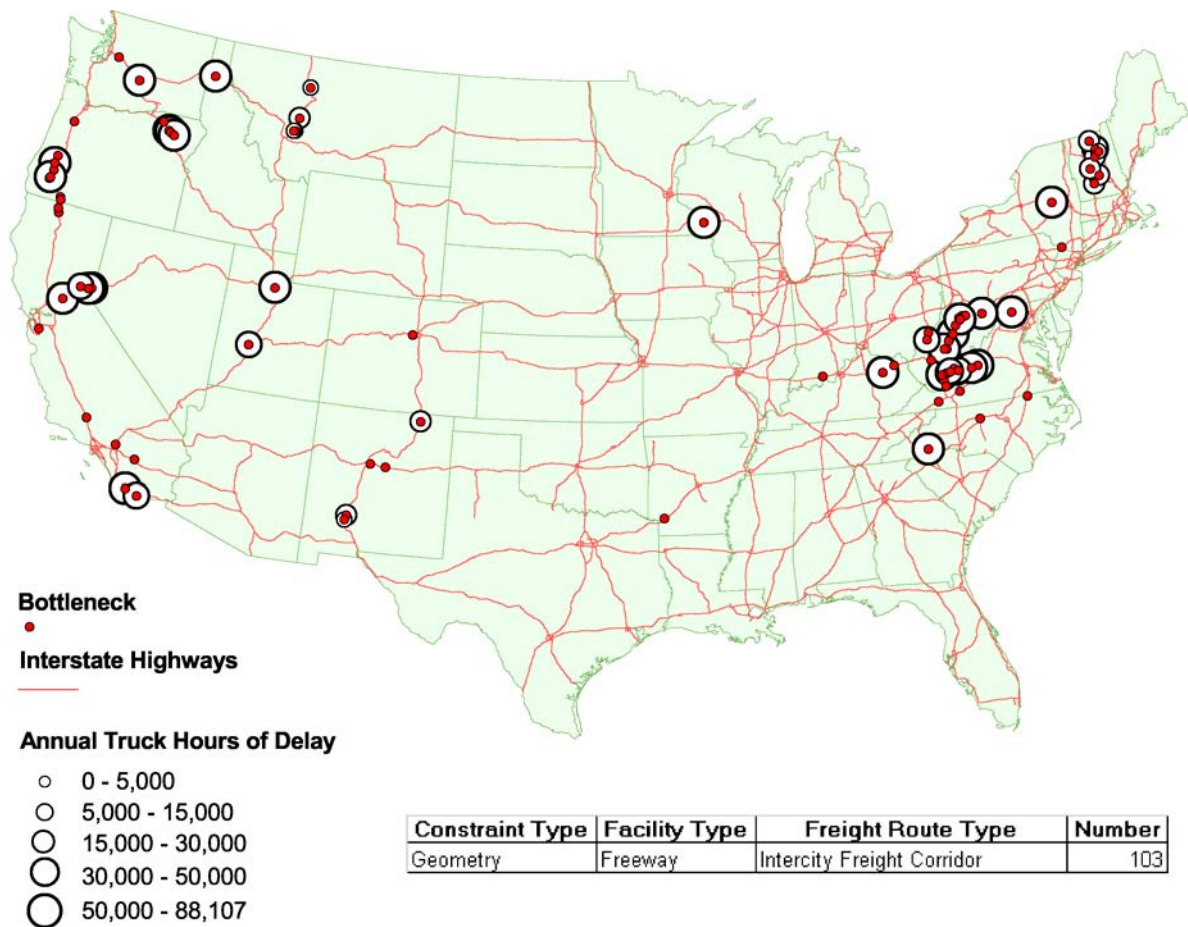 Bottleneck
Interstate Highways
Annual Truck Hours of Delay
0 - 5,000
5,000 - 15,000
15,000 - 30,000
30,000 - 50,000
50,000 - 88,107
Constraint Type Facility Type Freight Route Type Number
Geometry Freeway Intercity Freight Corridor 103